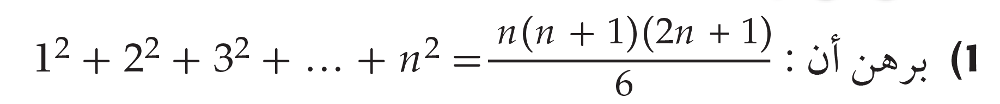 (1 برهن أن : 1² + 2² + 3² + ... + n² = n(n + 1)(2n + 1) / 6